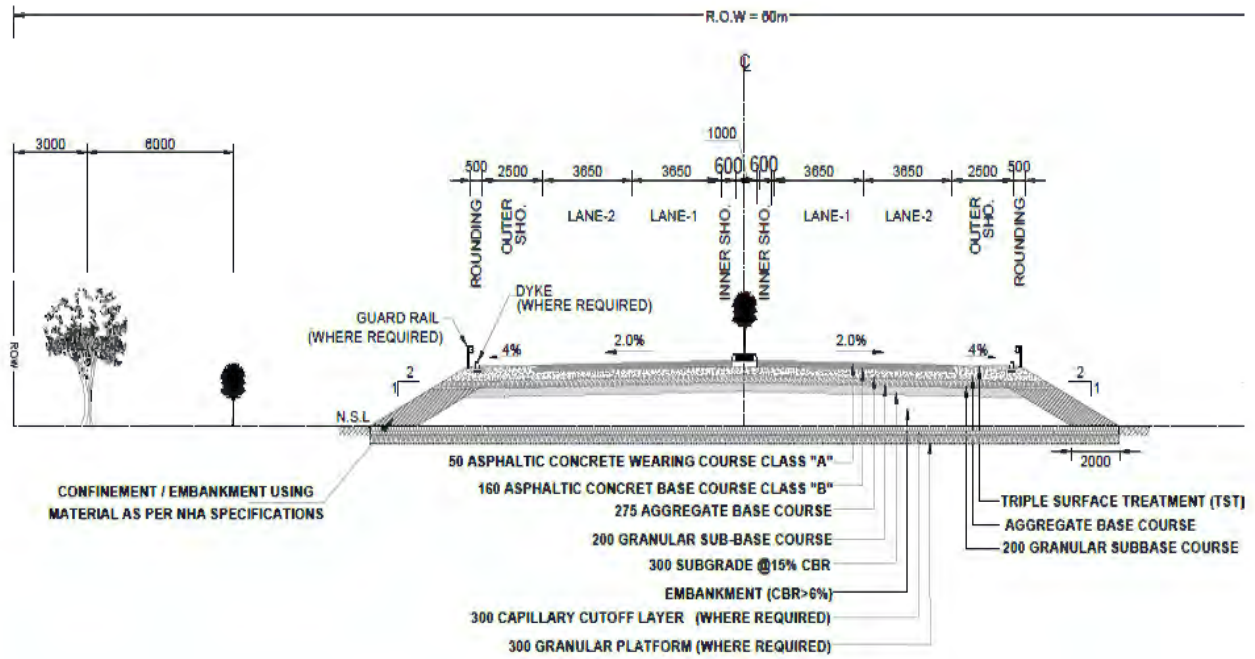 R.O.W = 60m
C
L
1000
3000
6000
500
2500
3650
3650
600
600
3650
3650
2500
500
ROUNDING
OUTER
SHO.
LANE-2
LANE-1
INNER SHO.
INNER SHO.
LANE-1
LANE-2
OUTER
SHO.
ROUNDING
DYKE
(WHERE REQUIRED)
GUARD RAIL
(WHERE REQUIRED)
ROW
4%
2.0%
2.0%
4%
2
1
2
1
N.S.L
2000
CONFINEMENT / EMBANKMENT USING
MATERIAL AS PER NHA SPECIFICATIONS
50 ASPHALTIC CONCRETE WEARING COURSE CLASS "A"
160 ASPHALTIC CONCRET BASE COURSE CLASS "B"
275 AGGREGATE BASE COURSE
200 GRANULAR SUB-BASE COURSE
300 SUBGRADE @15% CBR
EMBANKMENT (CBR>6%)
300 CAPILLARY CUTOFF LAYER (WHERE REQUIRED)
300 GRANULAR PLATFORM (WHERE REQUIRED)
TRIPLE SURFACE TREATMENT (TST)
AGGREGATE BASE COURSE
200 GRANULAR SUBBASE COURSE